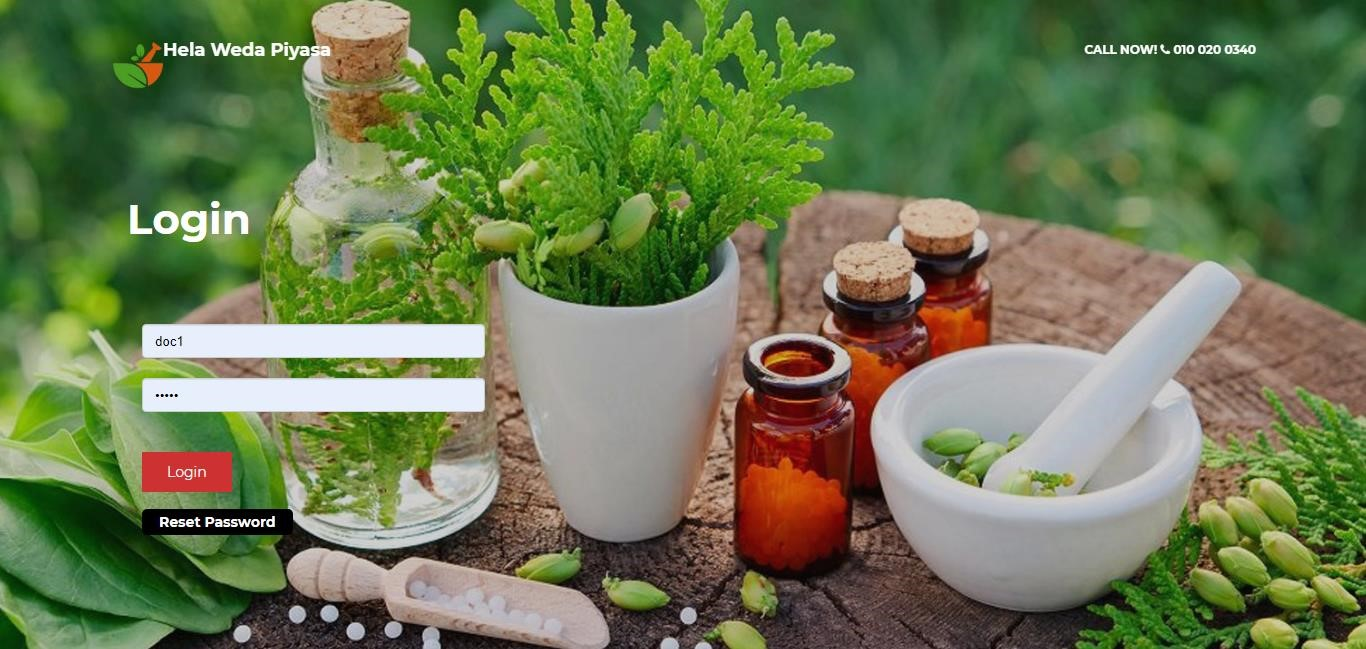 Hela Weda Piyasa
CALL NOW! 010 020 0340
Login
doc1
•••••
Login
Reset Password